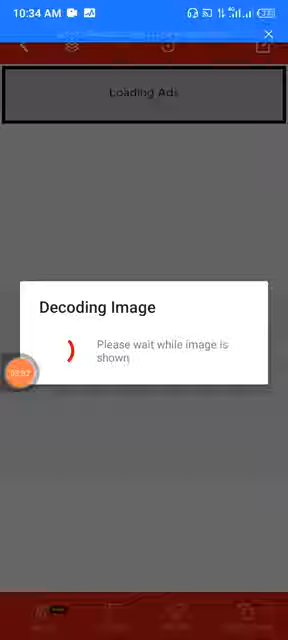 10:34 AM
Loading Ads
Decoding Image
Please wait while image is
shown